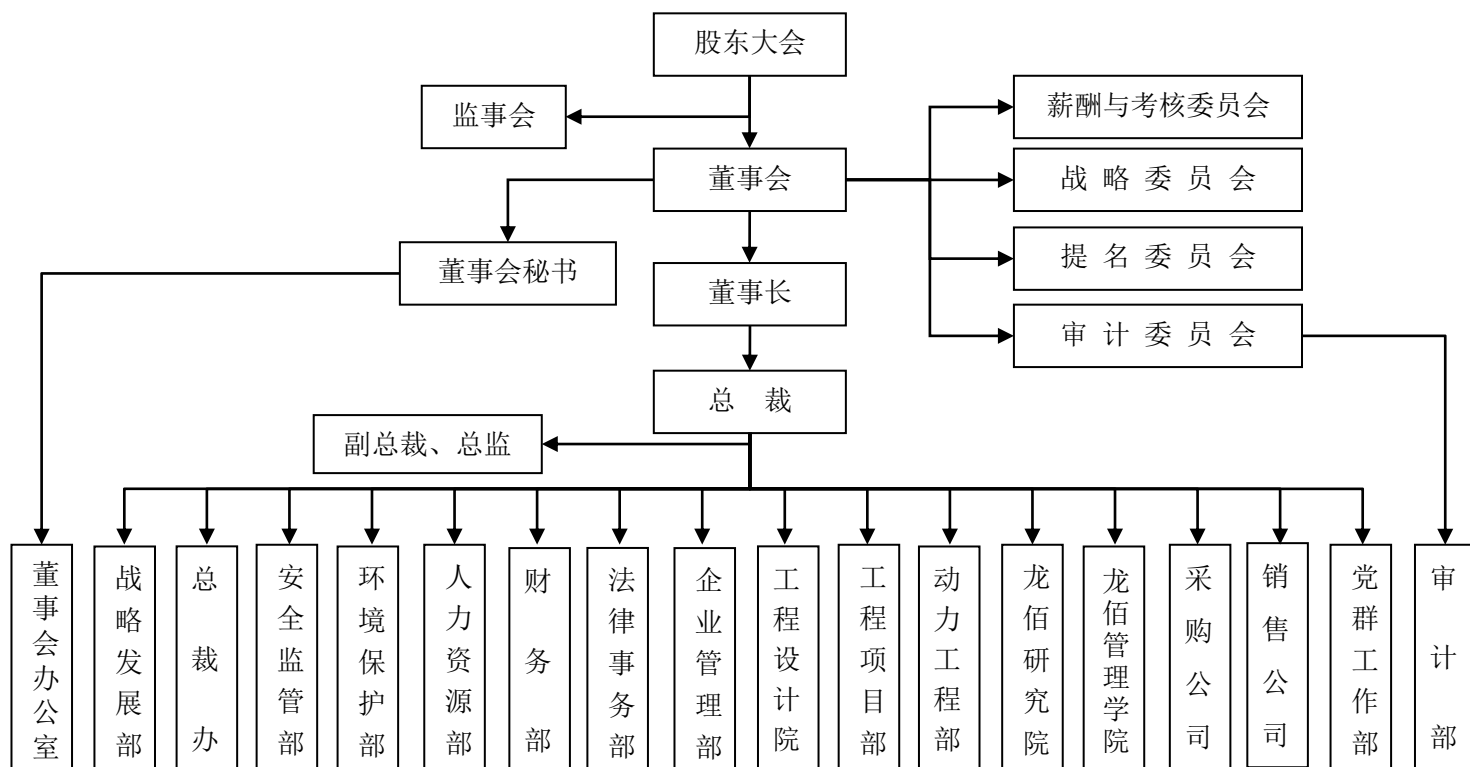 股东大会
监事会
薪酬与考核委员会
董事会
战略委员会
董事会秘书
董事长
提名委员会
审计委员会
总 裁
副总裁、总监
董事会办公室
战略发展部
总裁办
安全监管部
环境保护部
人力资源部
财务部
法律事务部
企业管理部
工程设计院
工程项目部
动力工程部
龙佰研究院
龙佰管理学院
采购公司
销售公司
党群工作部
审计部